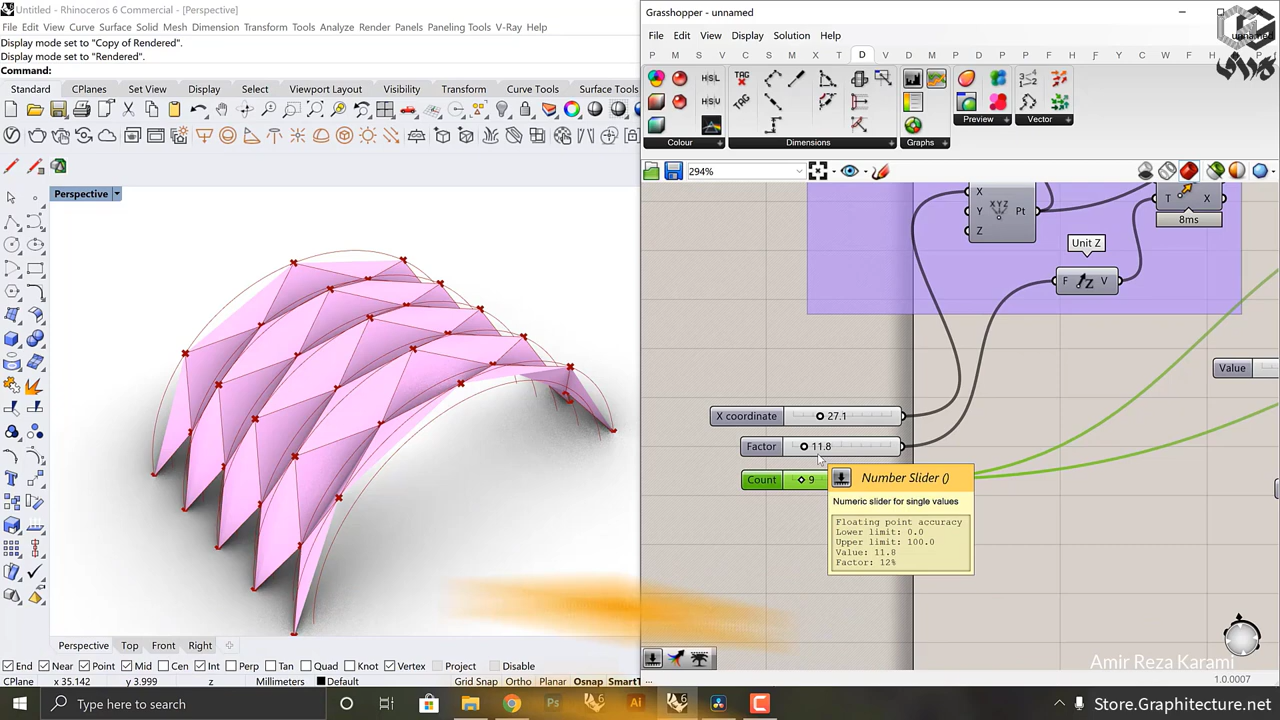 Untitled - Rhinoceros 6 Commercial - [Perspective]
File Edit View Curve Surface Solid Mesh Dimension Transform Tools Analyze Render Panels Paneling Tools V-Ray Help
Display mode set to "Copy of Rendered".
Display mode set to "Rendered".
Command:
Standard CPlanes Set View Display Select Viewport Layout Visibility Transform Curve Tools Surface Tools
Perspective
Perspective Top Front Right
End Near Point Mid Cen Int Perp Tan Quad Knot Vertex Project Disable
CPlane x 35.142 y 3.999 z Millimeters Default Grid Snap Ortho Planar Osnap SmartT
Grasshopper - unnamed
File Edit View Display Solution Help
P M S V C S M I T D V D M P F H T Y C F H
HSL
HSV
TAG
TAG
Colour Dimensions Graphs Preview Vector
294%
X
Y
Z
Pt
T X
8ms
Unit Z
F V
Value
X coordinate 27.1
Factor 11.8
Count 9
Number Slider ()
Numeric slider for single values
Floating point accuracy
Lower limit: 0.0
Upper limit: 100.0
Value: 11.8
Factor: 12%
Amir Reza Karami
1.0.0007
Type here to search
Store.Graphitecture.net